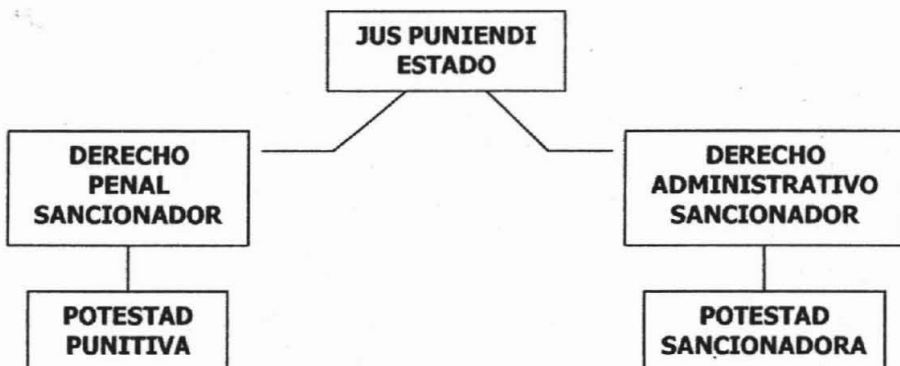 JUS PUNIENDI
ESTADO
DERECHO
PENAL
SANCIONADOR
DERECHO
ADMINISTRATIVO
SANCIONADOR
POTESTAD
PUNITIVA
POTESTAD
SANCIONADORA